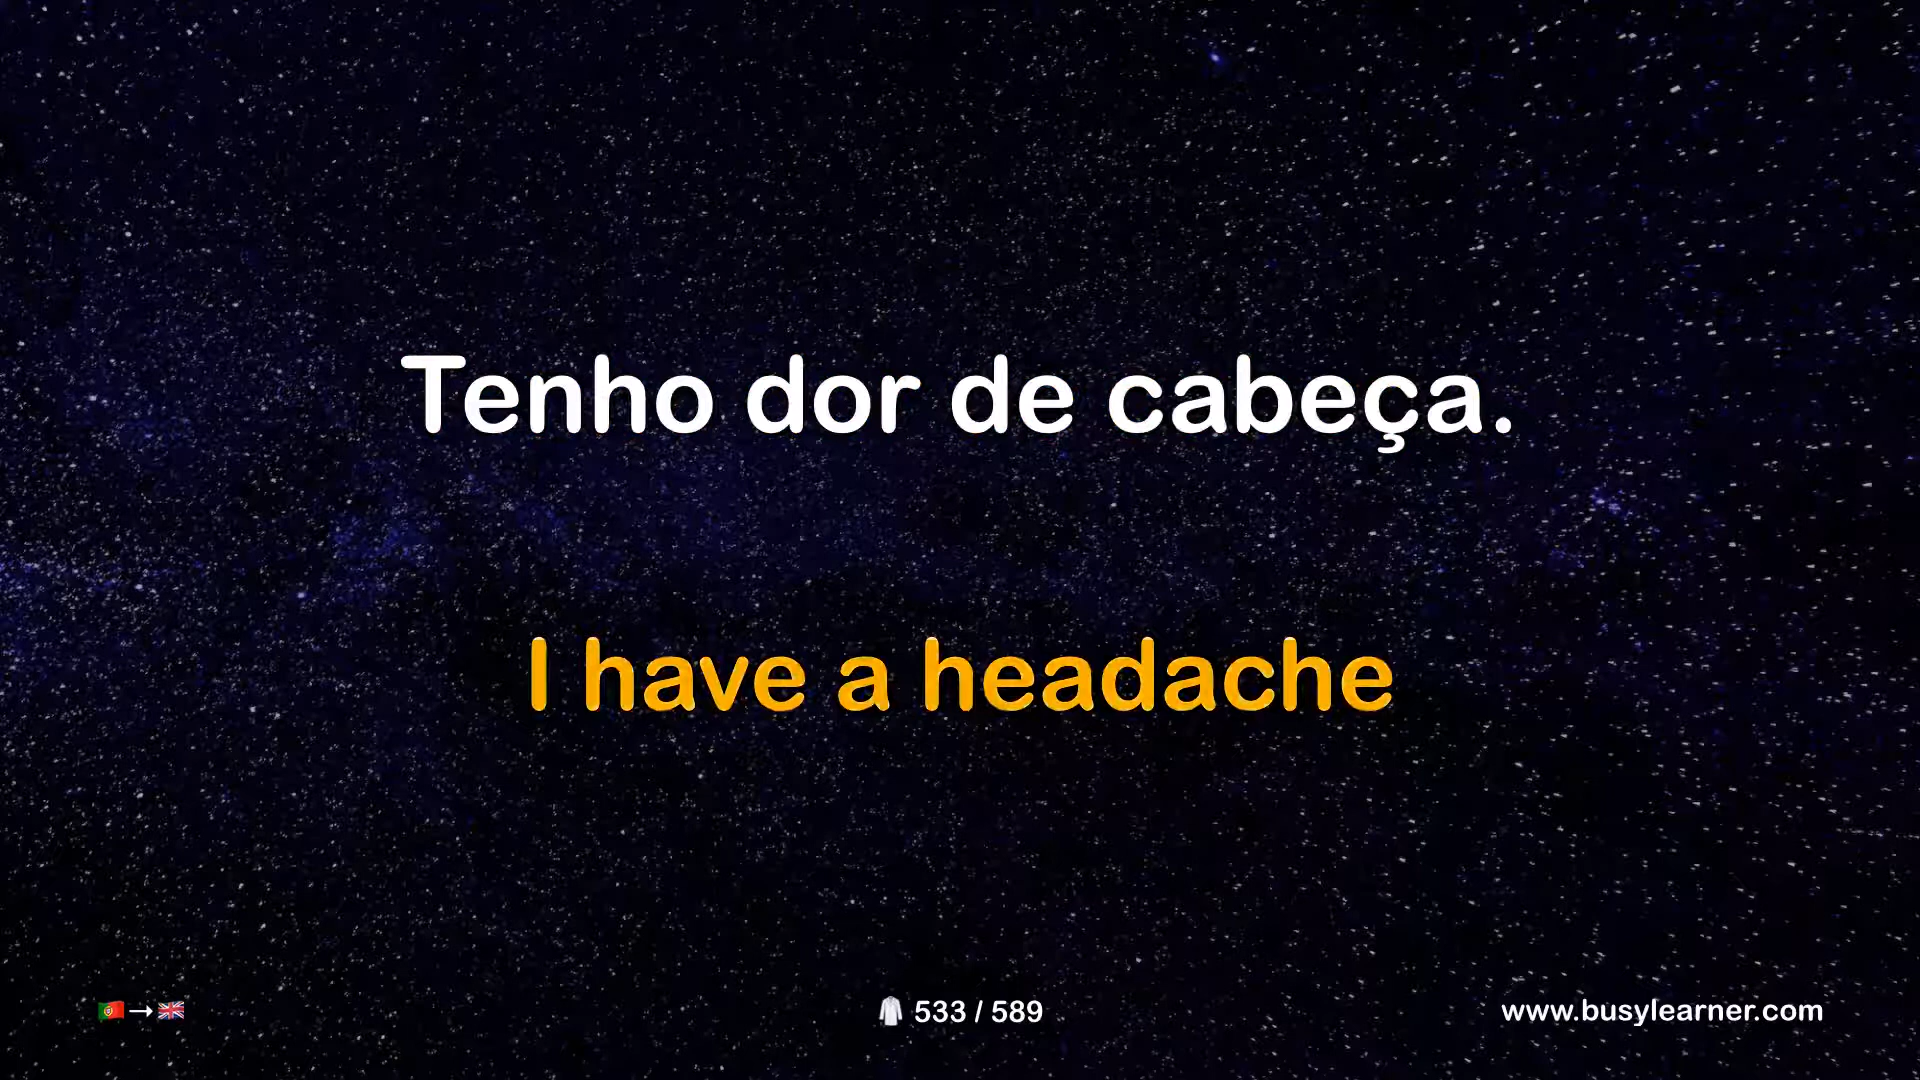 Tenho dor de cabeça.
I have a headache
🇵🇹→🇬🇧
🥼 533 / 589
www.busylearner.com